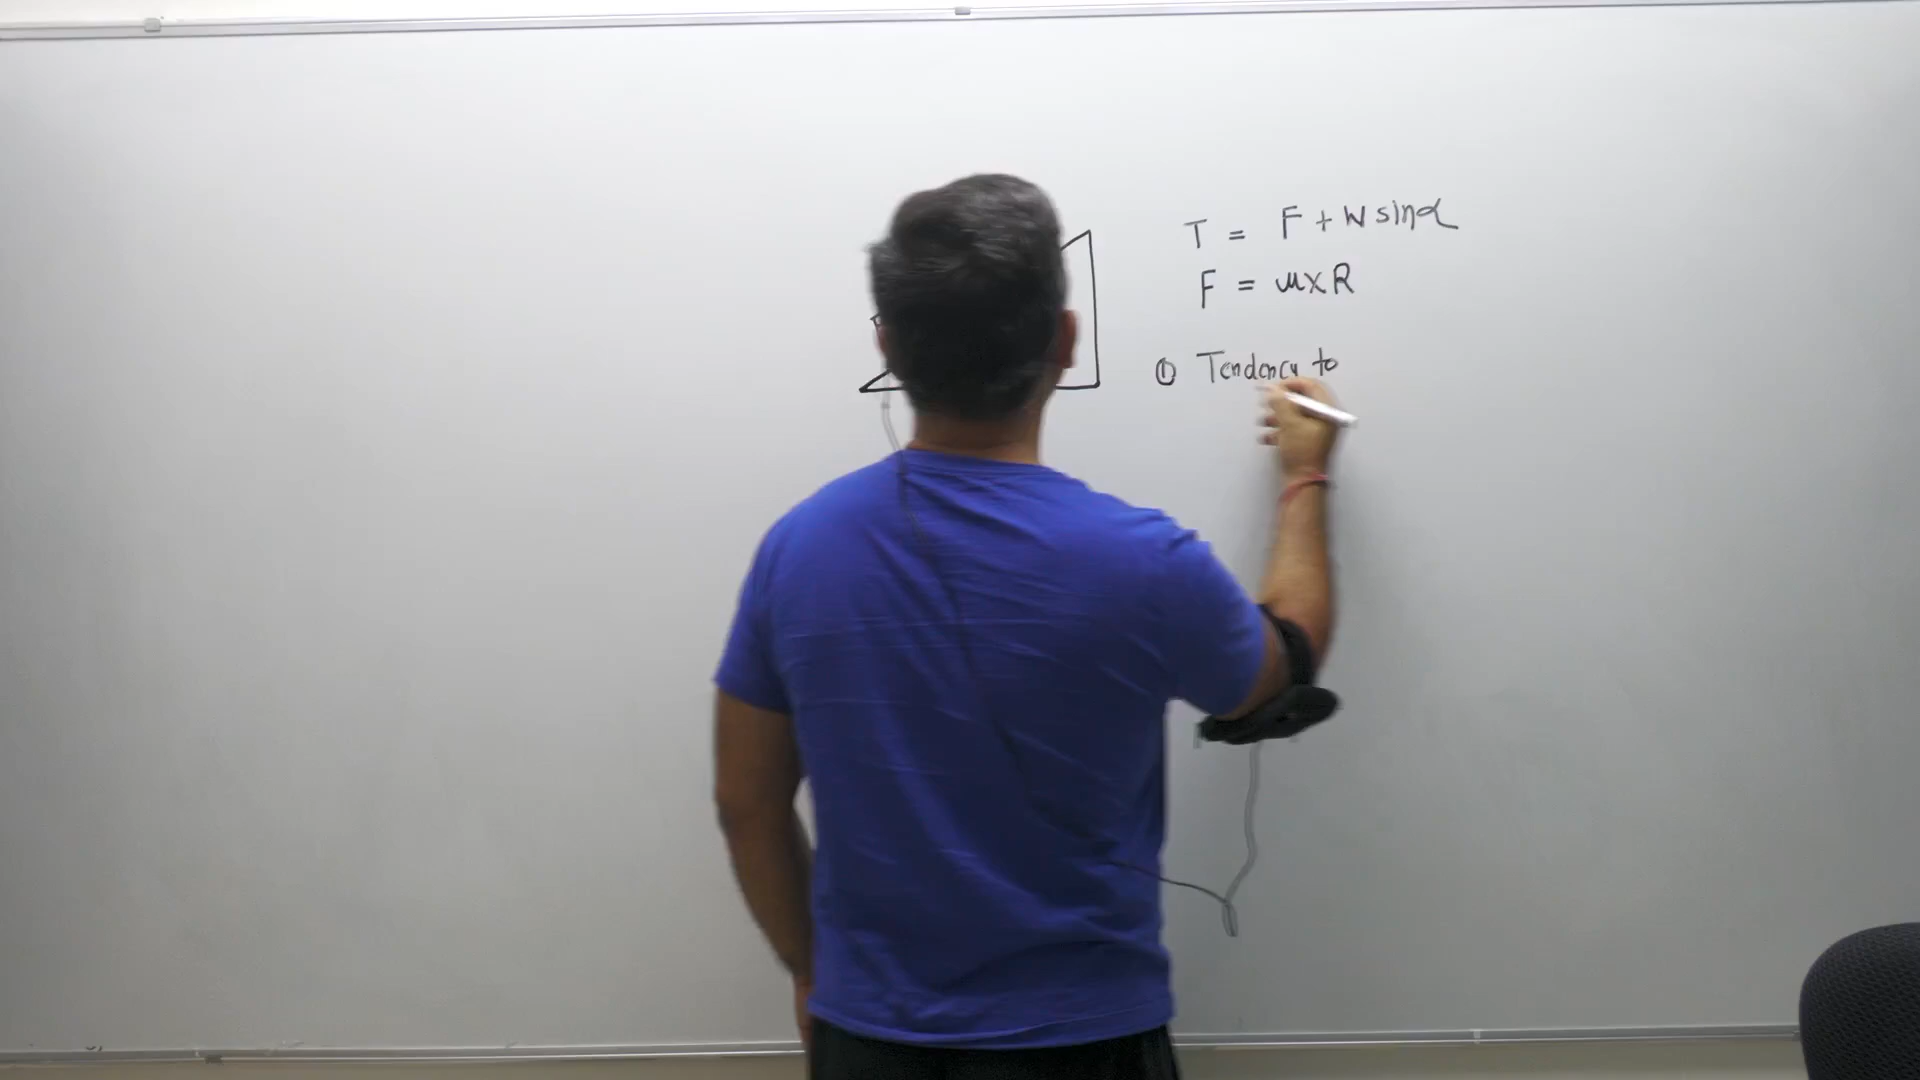 T = F + W sinα
F = μ x R
① Tendency to